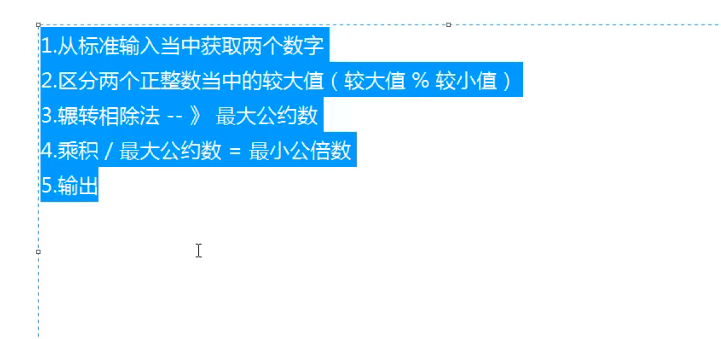 1.从标准输入当中获取两个数字
2.区分两个正整数当中的较大值（较大值 % 较小值）
3.辗转相除法 -- 》 最大公约数
4.乘积 / 最大公约数 = 最小公倍数
5.输出